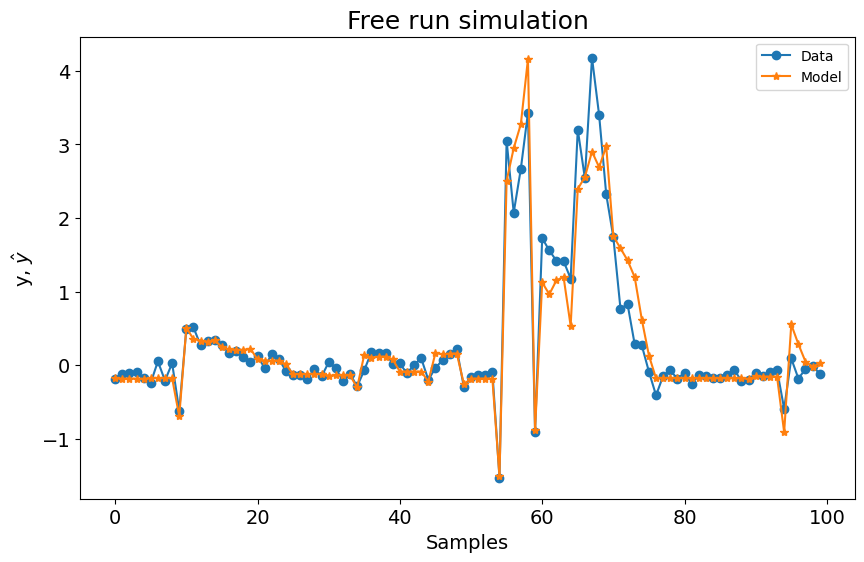 Free run simulation
Data
Model
y, ŷ
4
3
2
1
0
−1
0 20 40 60 80 100
Samples